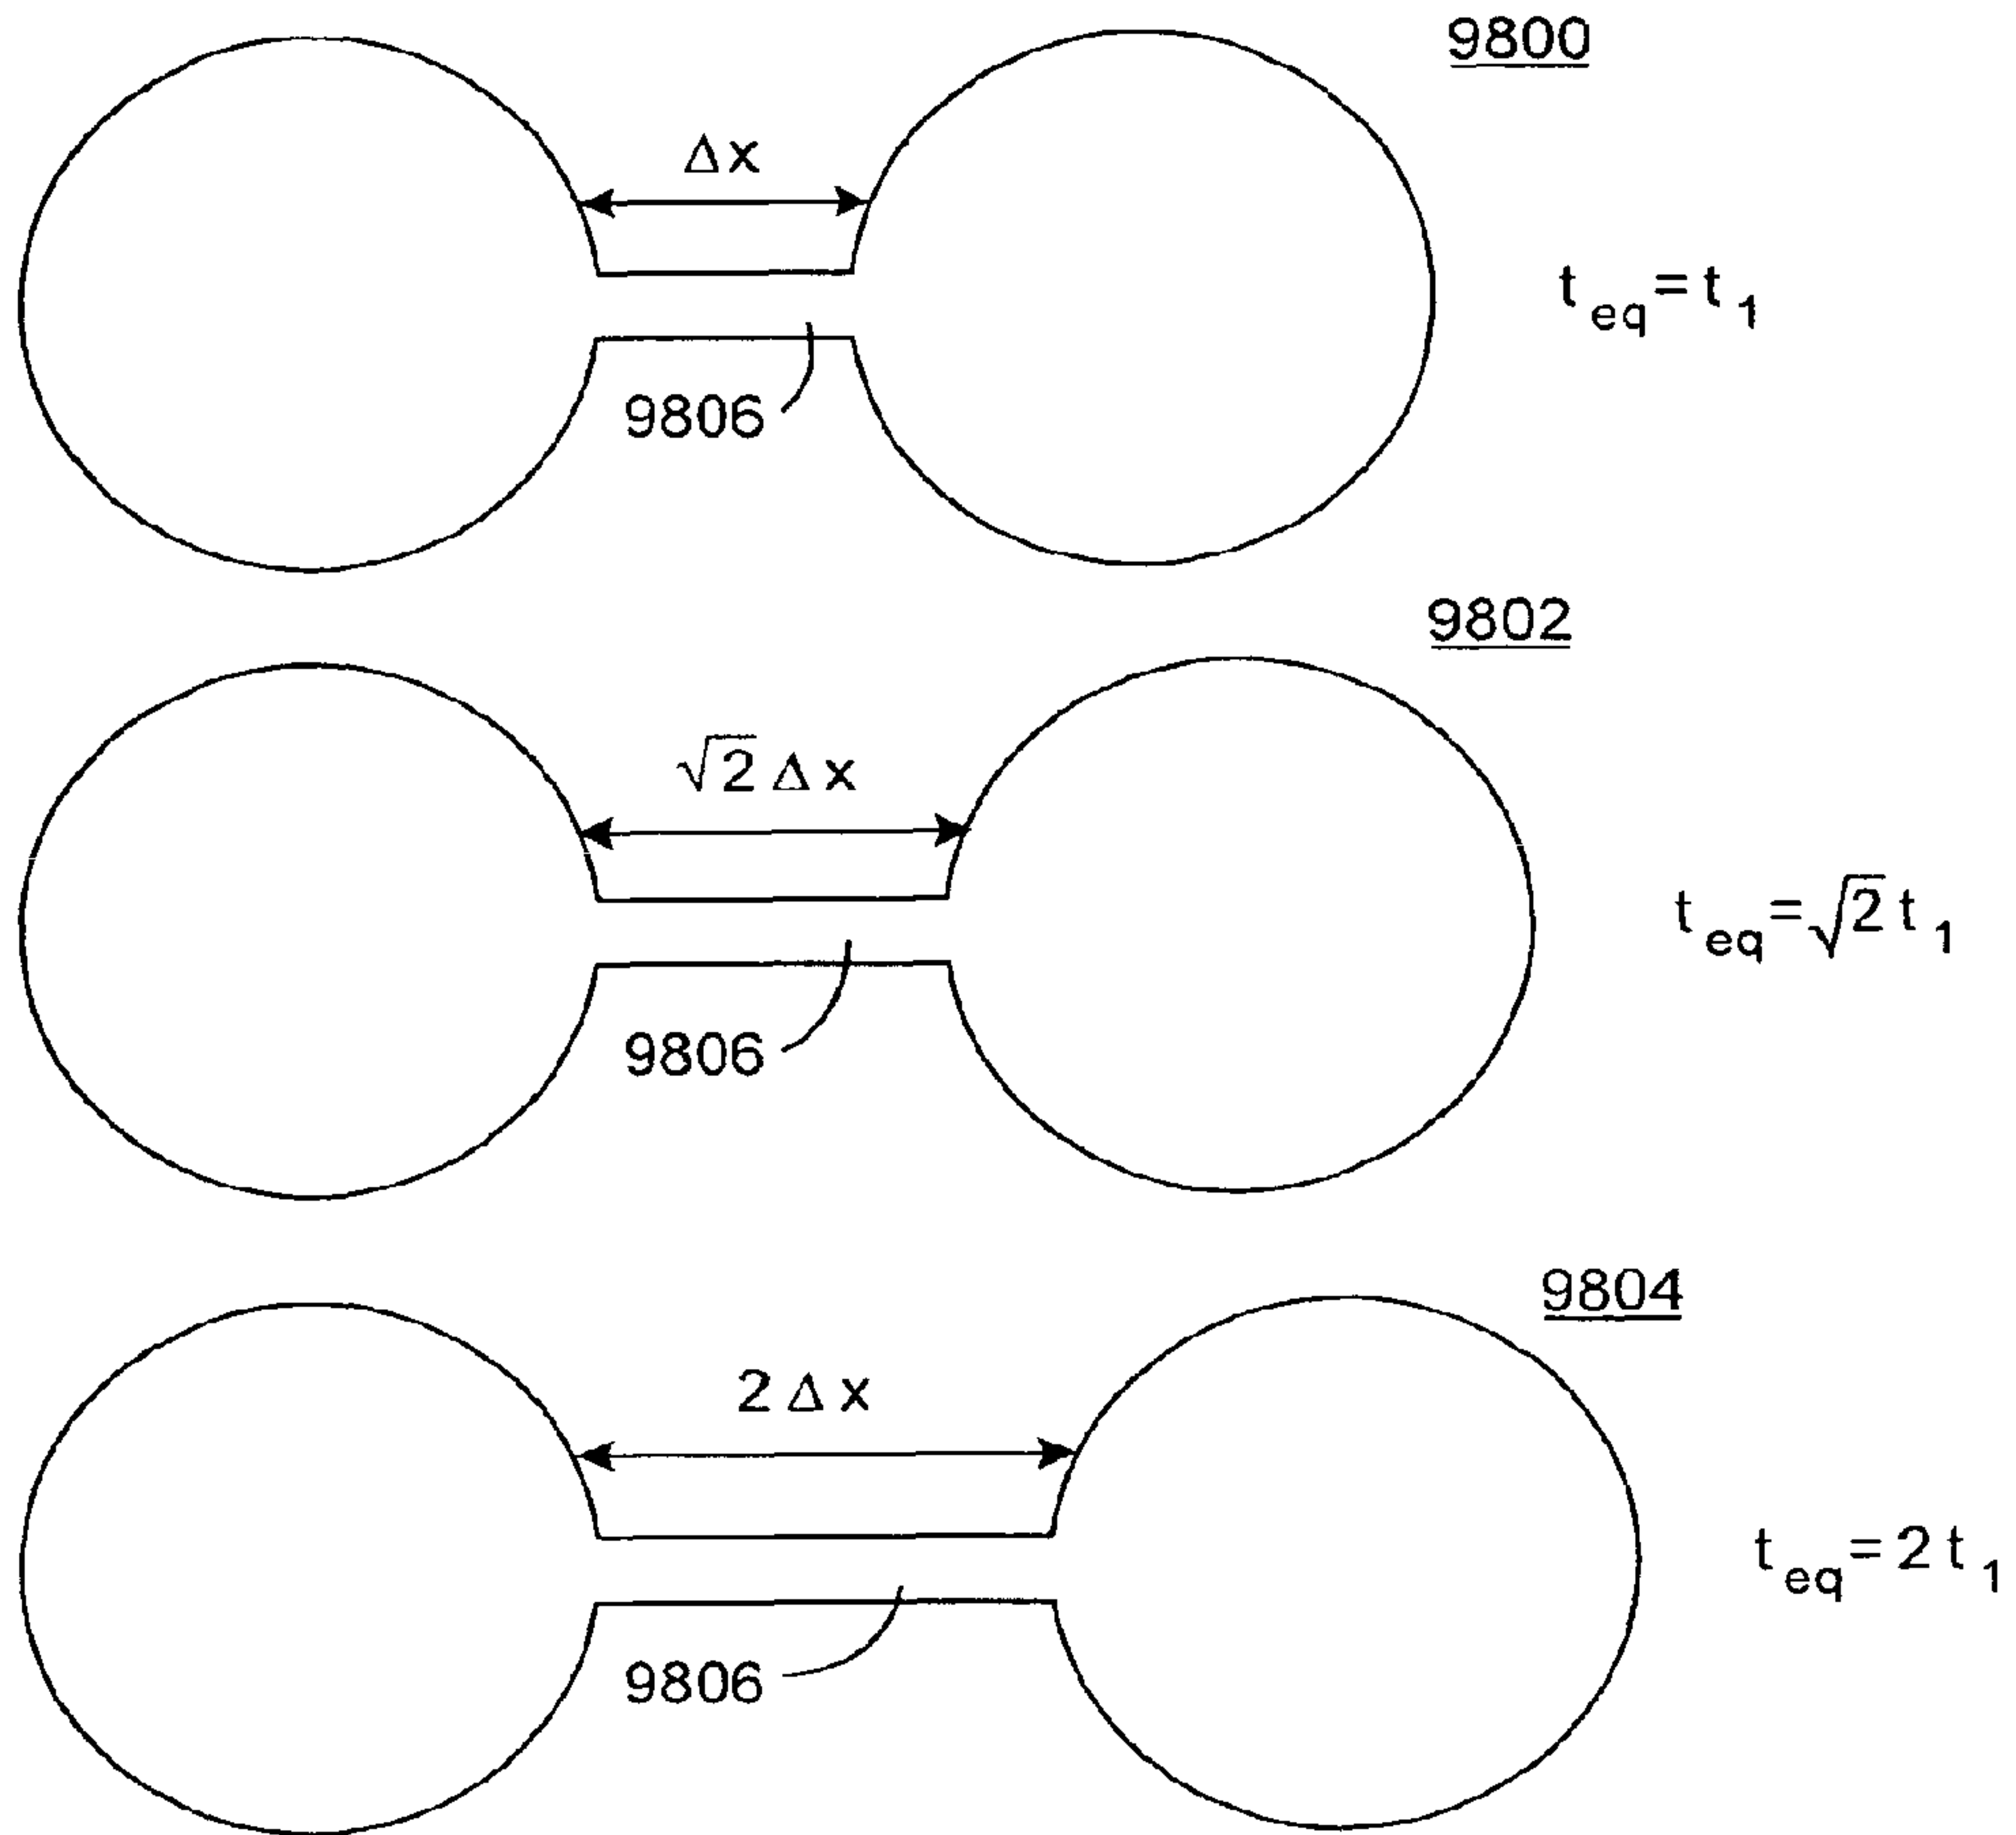 9800
Δx
t eq = t 1
9806
9802
√2 Δx
t eq = √2 t 1
9806
9804
2 Δx
t eq = 2 t 1
9806